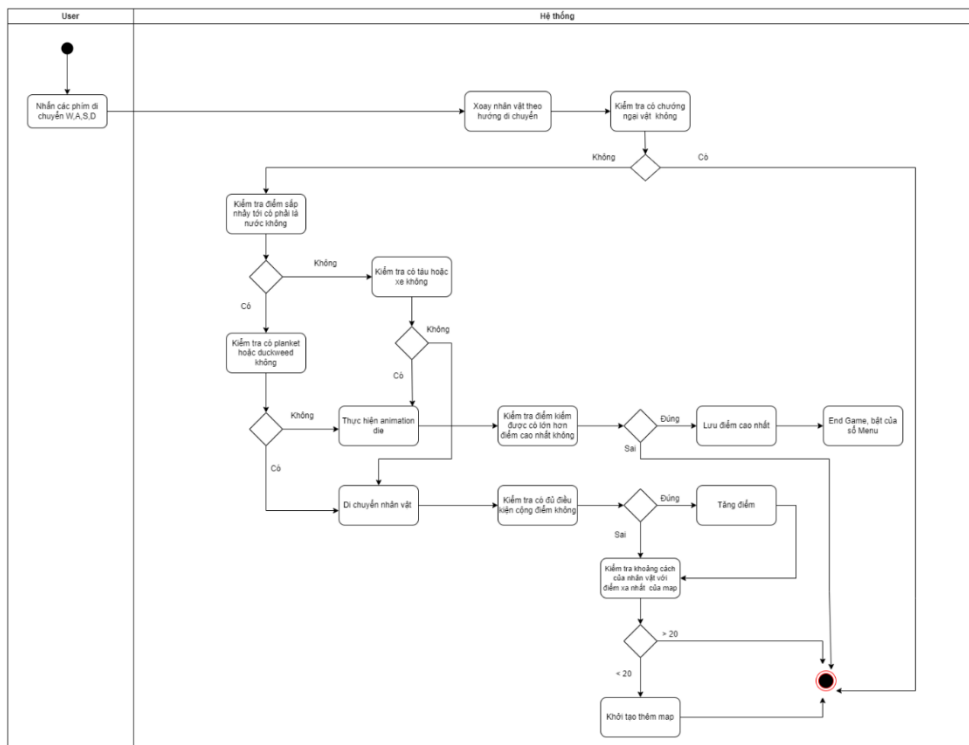 User
Hệ thống
Nhấn các phím di
chuyển W,A,S,D
Xoay nhân vật theo
hướng di chuyển
Kiểm tra có chướng
ngại vật không
Không
Có
Kiểm tra điểm sắp
nhảy tới có phải là
nước không
Không
Có
Kiểm tra có tàu hoặc
xe không
Không
Có
Kiểm tra có planket
hoặc duckweed
không
Không
Có
Thực hiện animation
die
Kiểm tra điểm kiếm
được có lớn hơn
điểm cao nhất không
Đúng
Sai
Lưu điểm cao nhất
End Game, bật cửa
sổ Menu
Di chuyển nhân vật
Kiểm tra có đủ điều
kiện cộng điểm không
Đúng
Sai
Tăng điểm
Kiểm tra khoảng cách
của nhân vật với
điểm xa nhất của map
> 20
< 20
Khởi tạo thêm map